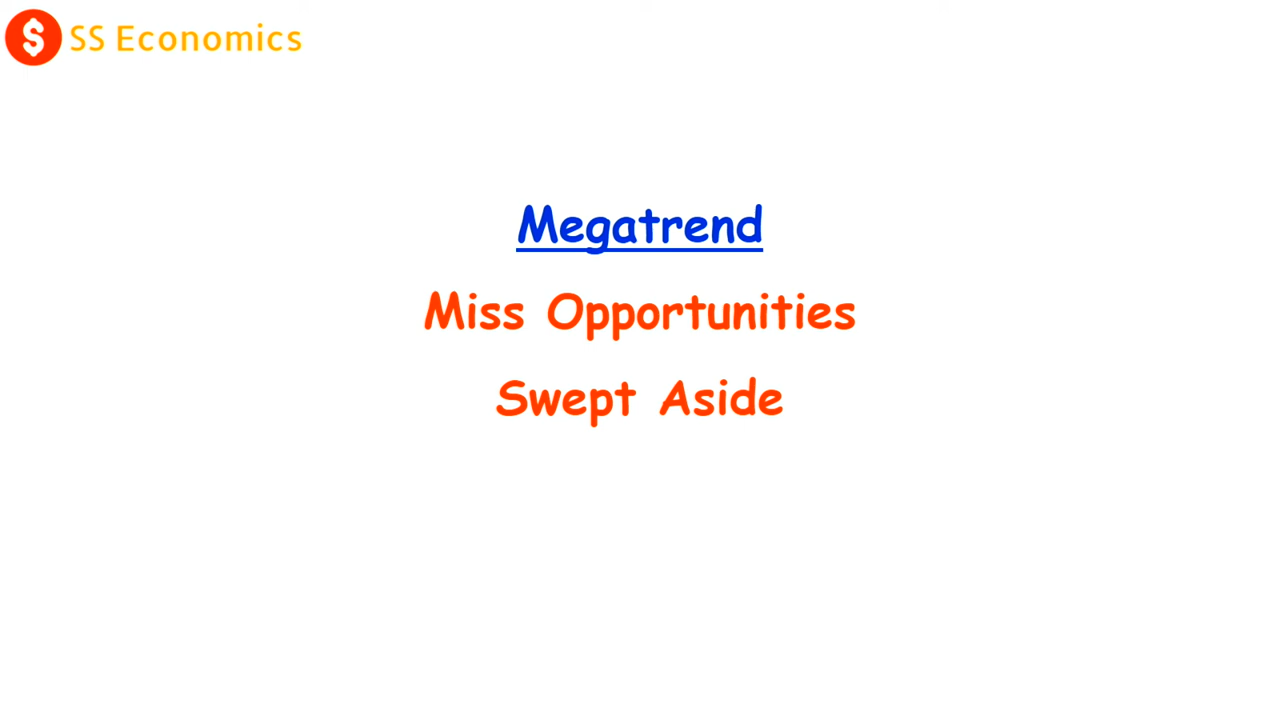 SS Economics
Megatrend
Miss Opportunities
Swept Aside